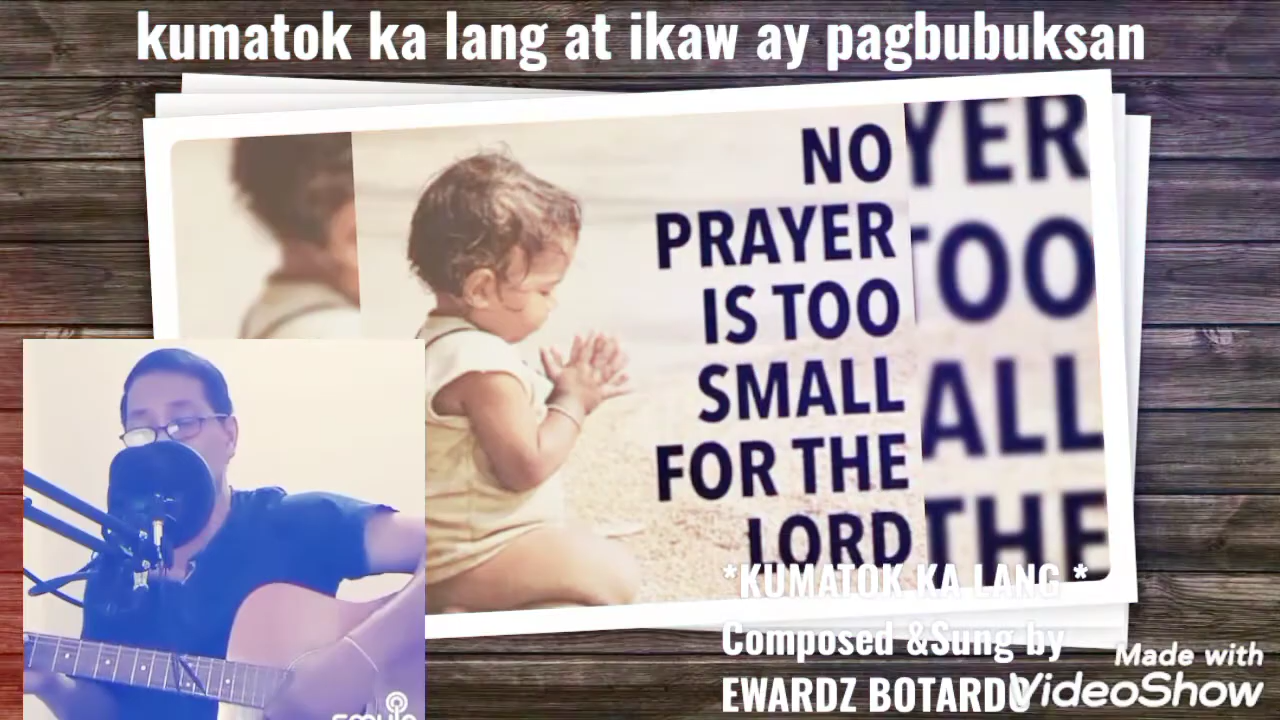 kumatok ka lang at ikaw ay pagbubuksan
NO
PRAYER
IS TOO
SMALL
FOR THE
LORD
YER
TOO
ALL
THE
*KUMATOK KA LANG *
Composed &Sung by
EWARDZ BOTARDO
Made with
VideoShow